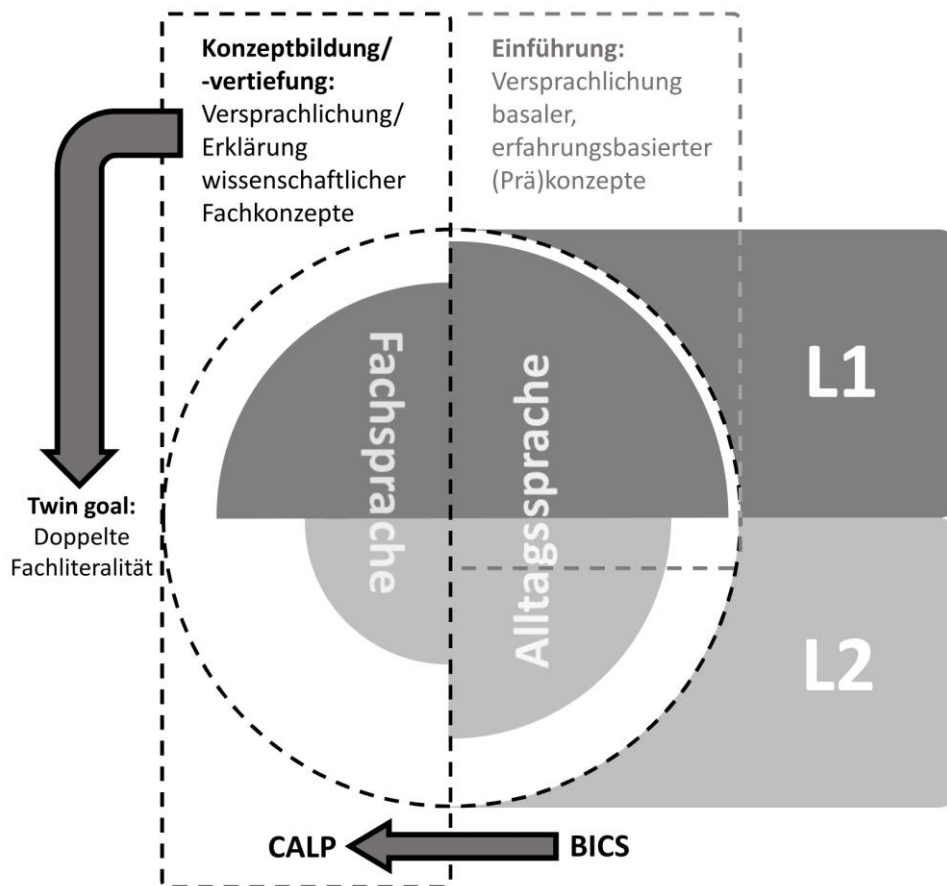 Konzeptbildung/
-vertiefung:
Versprachlichung/
Erklärung
wissenschaftlicher
Fachkonzepte
Einführung:
Versprachlichung
basaler,
erfahrungsbasierter
(Prä)konzepte
Fachsprache
Alltagssprache
L1
L2
Twin goal:
Doppelte
Fachliteralität
CALP
BICS